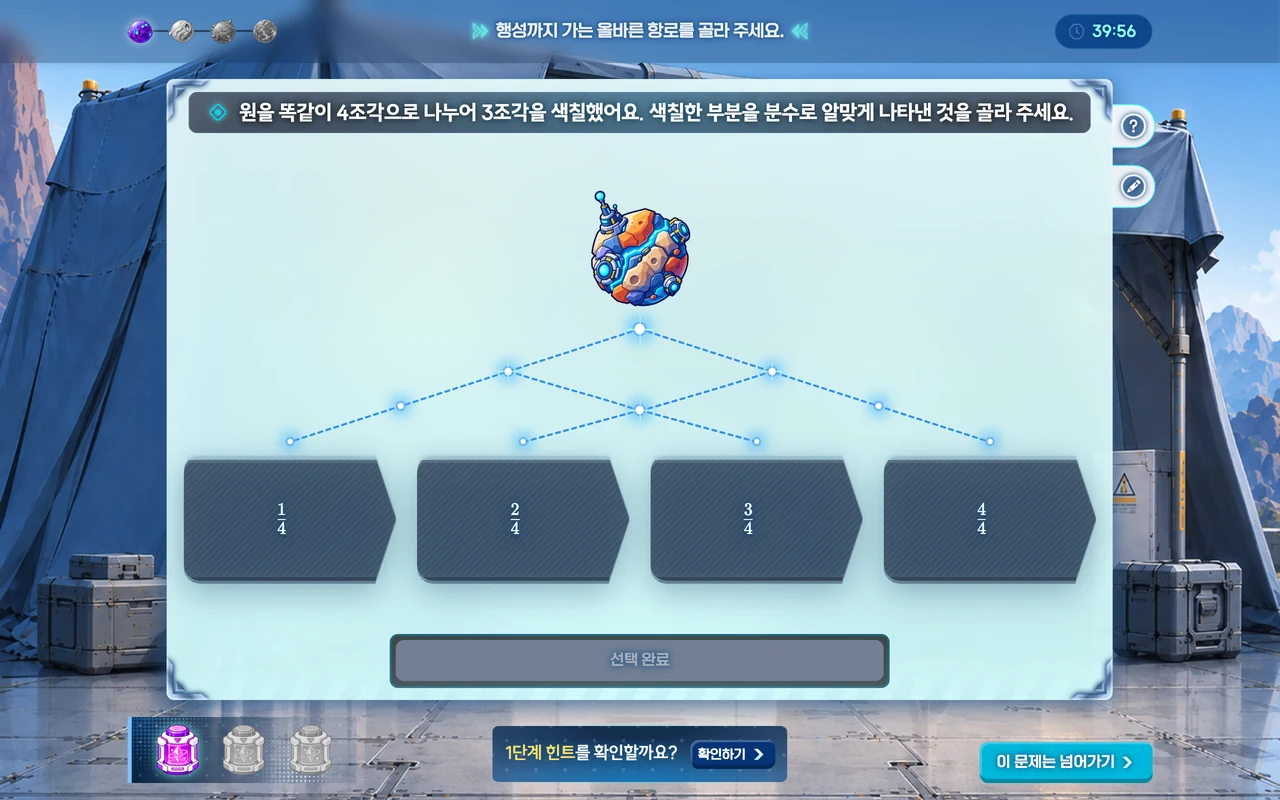 행성까지 가는 올바른 항로를 골라 주세요.
39:56
원을 똑같이 4조각으로 나누어 3조각을 색칠했어요. 색칠한 부분을 분수로 알맞게 나타낸 것을 골라 주세요.
?
1/4
2/4
3/4
4/4
선택 완료
1단계 힌트를 확인할까요?
확인하기
이 문제는 넘어가기